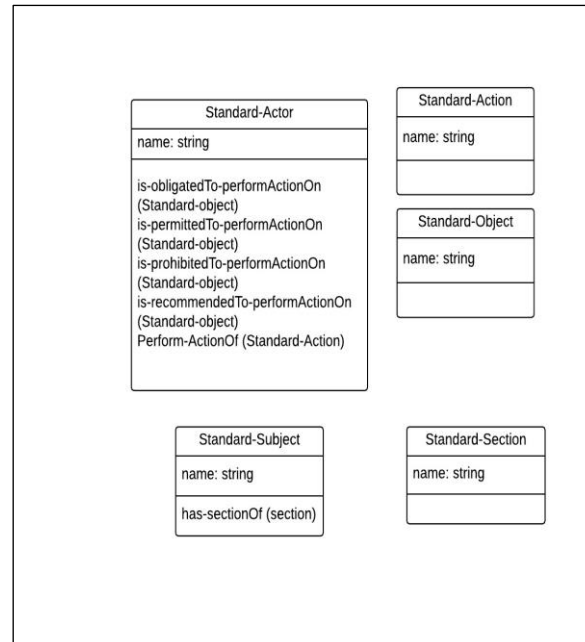 Standard-Actor
name: string
is-obligatedTo-performActionOn
(Standard-object)
is-permittedTo-performActionOn
(Standard-object)
is-prohibitedTo-performActionOn
(Standard-object)
is-recommendedTo-performActionOn
(Standard-object)
Perform-ActionOf (Standard-Action)
Standard-Action
name: string
Standard-Object
name: string
Standard-Subject
name: string
has-sectionOf (section)
Standard-Section
name: string